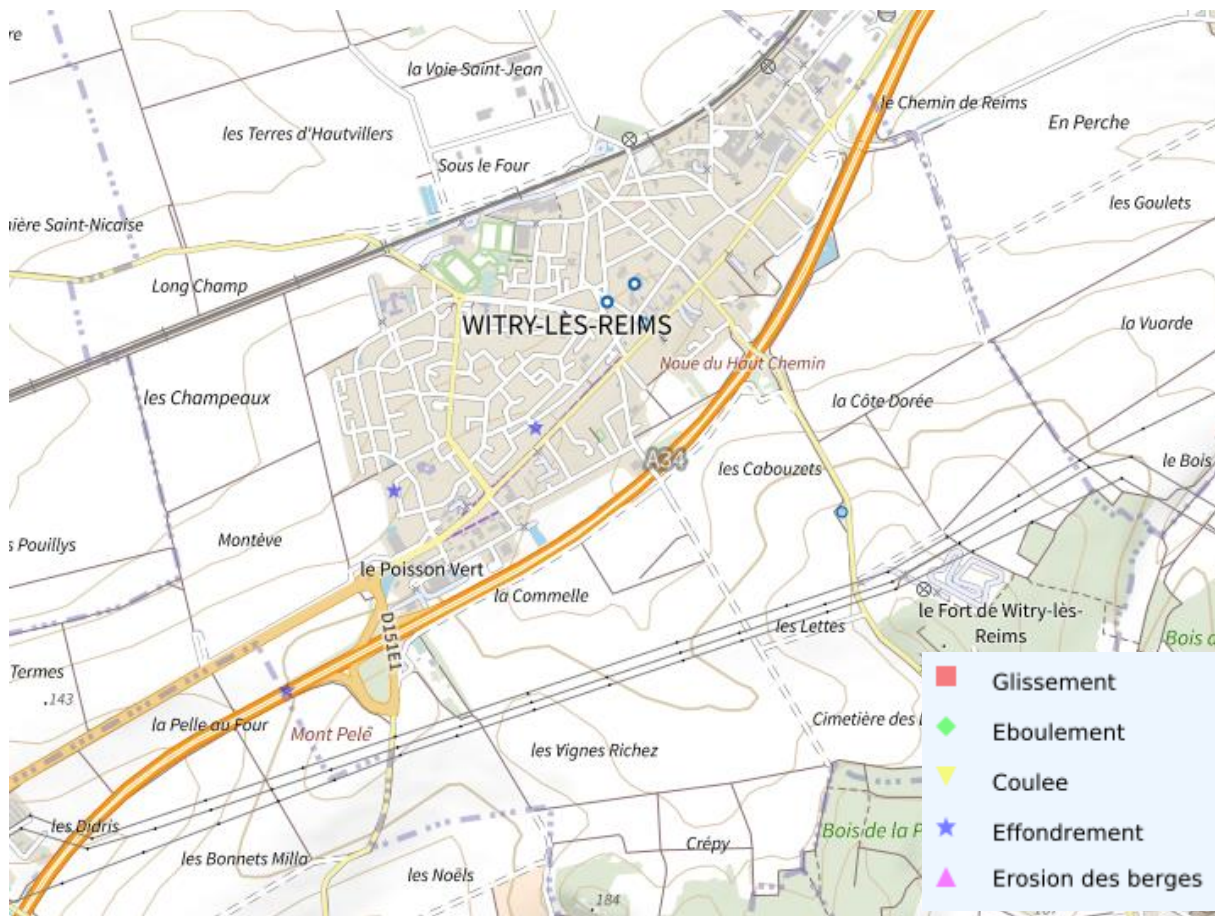 re
la Voie Saint-Jean
le Chemin de Reims
En Perche
les Terres d'Hautvillers
Sous le Four
les Goulets
ière Saint-Nicaise
Long Champ
WITRY-LÈS-REIMS
la Vuarde
Noue du Haut Chemin
les Champeaux
la Côte Dorée
A34
les Cabouzets
le Bois
s Pouillys
Montève
le Poisson Vert
la Commelle
le Fort de Witry-lès-
Reims
les Lettes
D151E1
Bois d
Termes
.143
la Pelle au Four
Mont Pelé
Cimetière des
les Vignes Richez
les Didris
Bois de la P
Crépy
les Bonnets Milla
les Noëls
.184
Glissement
Eboulement
Coulee
Effondrement
Erosion des berges